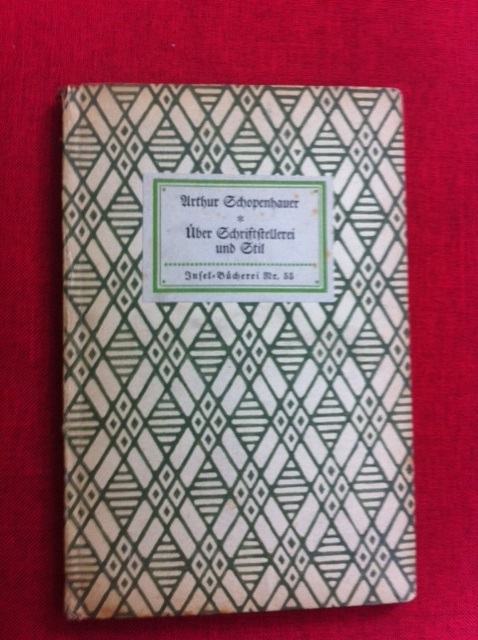 Arthur Schopenhauer
*
Über Schriftstellerei
und Stil
Insel-Bücherei Nr. 55